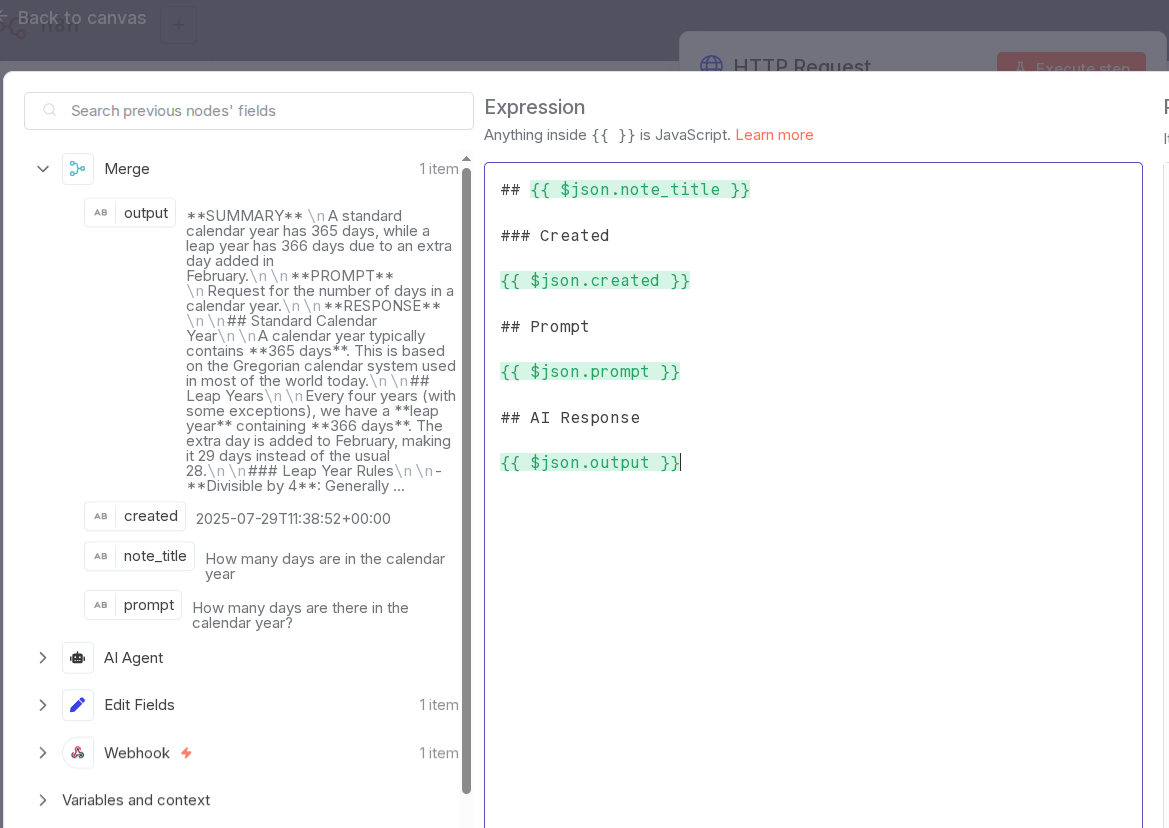 Back to canvas
HTTP Request
Execute step
Search previous nodes' fields
Merge
1 item
AB output
**SUMMARY** \n A standard
calendar year has 365 days, while a
leap year has 366 days due to an extra
day added in
February.\n\n**PROMPT**
\n Request for the number of days in a
calendar year.\n\n**RESPONSE**
\n\n## Standard Calendar
Year\n\nA calendar year typically
contains **365 days**. This is based
on the Gregorian calendar system used
in most of the world today.\n\n##
Leap Years\n\nEvery four years (with
some exceptions), we have a **leap
year** containing **366 days**. The
extra day is added to February, making
it 29 days instead of the usual
28.\n\n### Leap Year Rules\n\n-
**Divisible by 4**: Generally ...
AB created 2025-07-29T11:38:52+00:00
AB note_title How many days are in the calendar
year
AB prompt How many days are there in the
calendar year?
AI Agent
Edit Fields
1 item
Webhook
1 item
Variables and context
Expression
Anything inside {{ }} is JavaScript. Learn more
## {{ $json.note_title }}
### Created
{{ $json.created }}
## Prompt
{{ $json.prompt }}
## AI Response
{{ $json.output }}